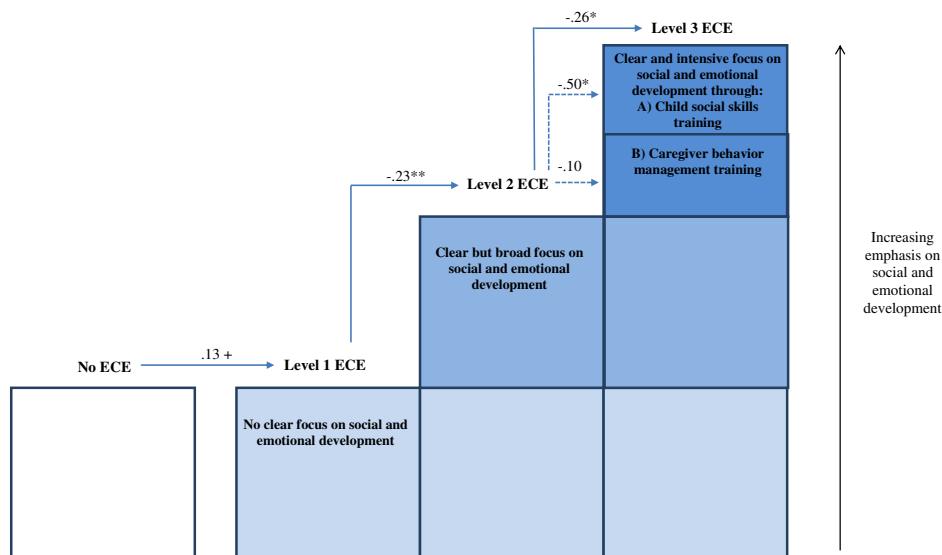 -.26*
Level 3 ECE
Clear and intensive focus on
social and emotional
development through:
A) Child social skills
training
-.50*
B) Caregiver behavior
management training
-.10
-.23**
Level 2 ECE
Clear but broad focus on
social and emotional
development
Increasing
emphasis on
social and
emotional
development
.13 +
No ECE
Level 1 ECE
No clear focus on social and
emotional development